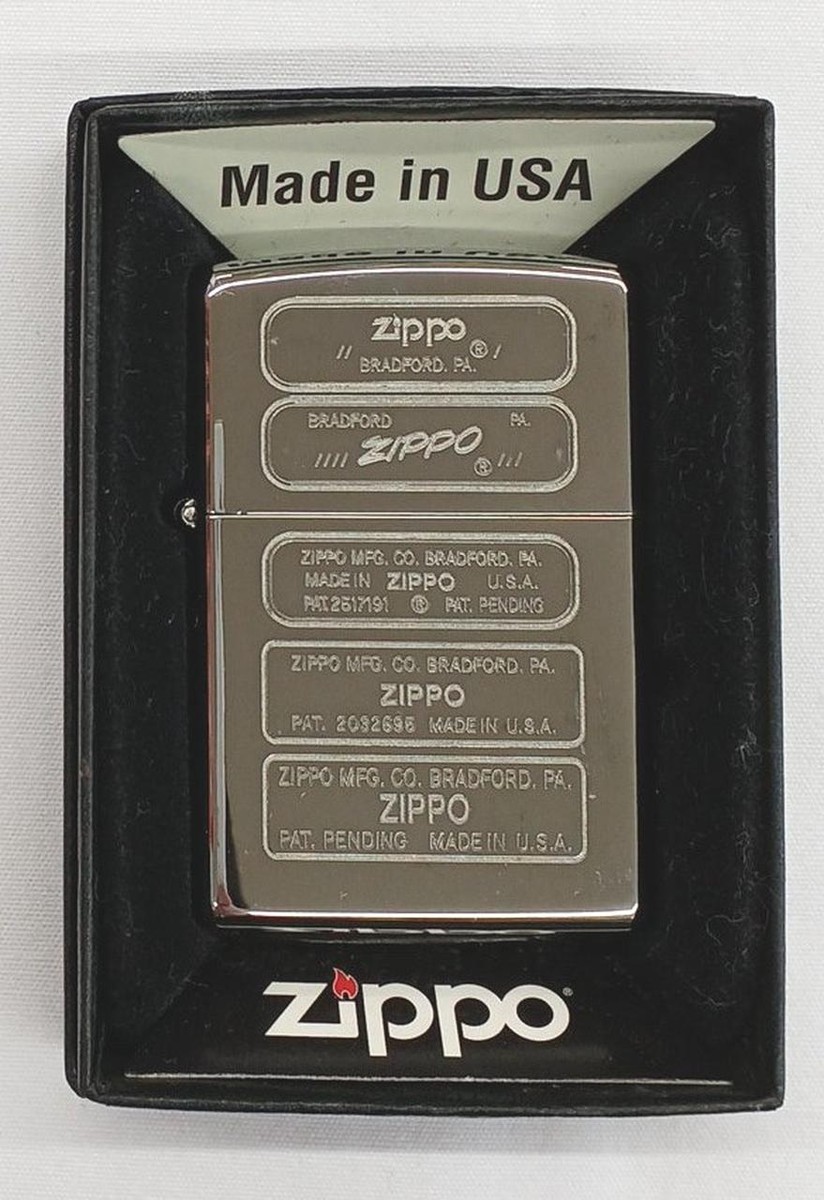 Made in USA
zippo ®
// BRADFORD. PA. /
BRADFORD PA.
//// ZIPPO ® ///
ZIPPO MFG. CO. BRADFORD. PA.
MADE IN ZIPPO U.S.A.
PAT. 2517191 ® PAT. PENDING
ZIPPO MFG. CO. BRADFORD. PA.
ZIPPO
PAT. 2032695 MADE IN U.S.A.
ZIPPO MFG. CO. BRADFORD. PA.
ZIPPO
PAT. PENDING MADE IN U.S.A.
zippo®